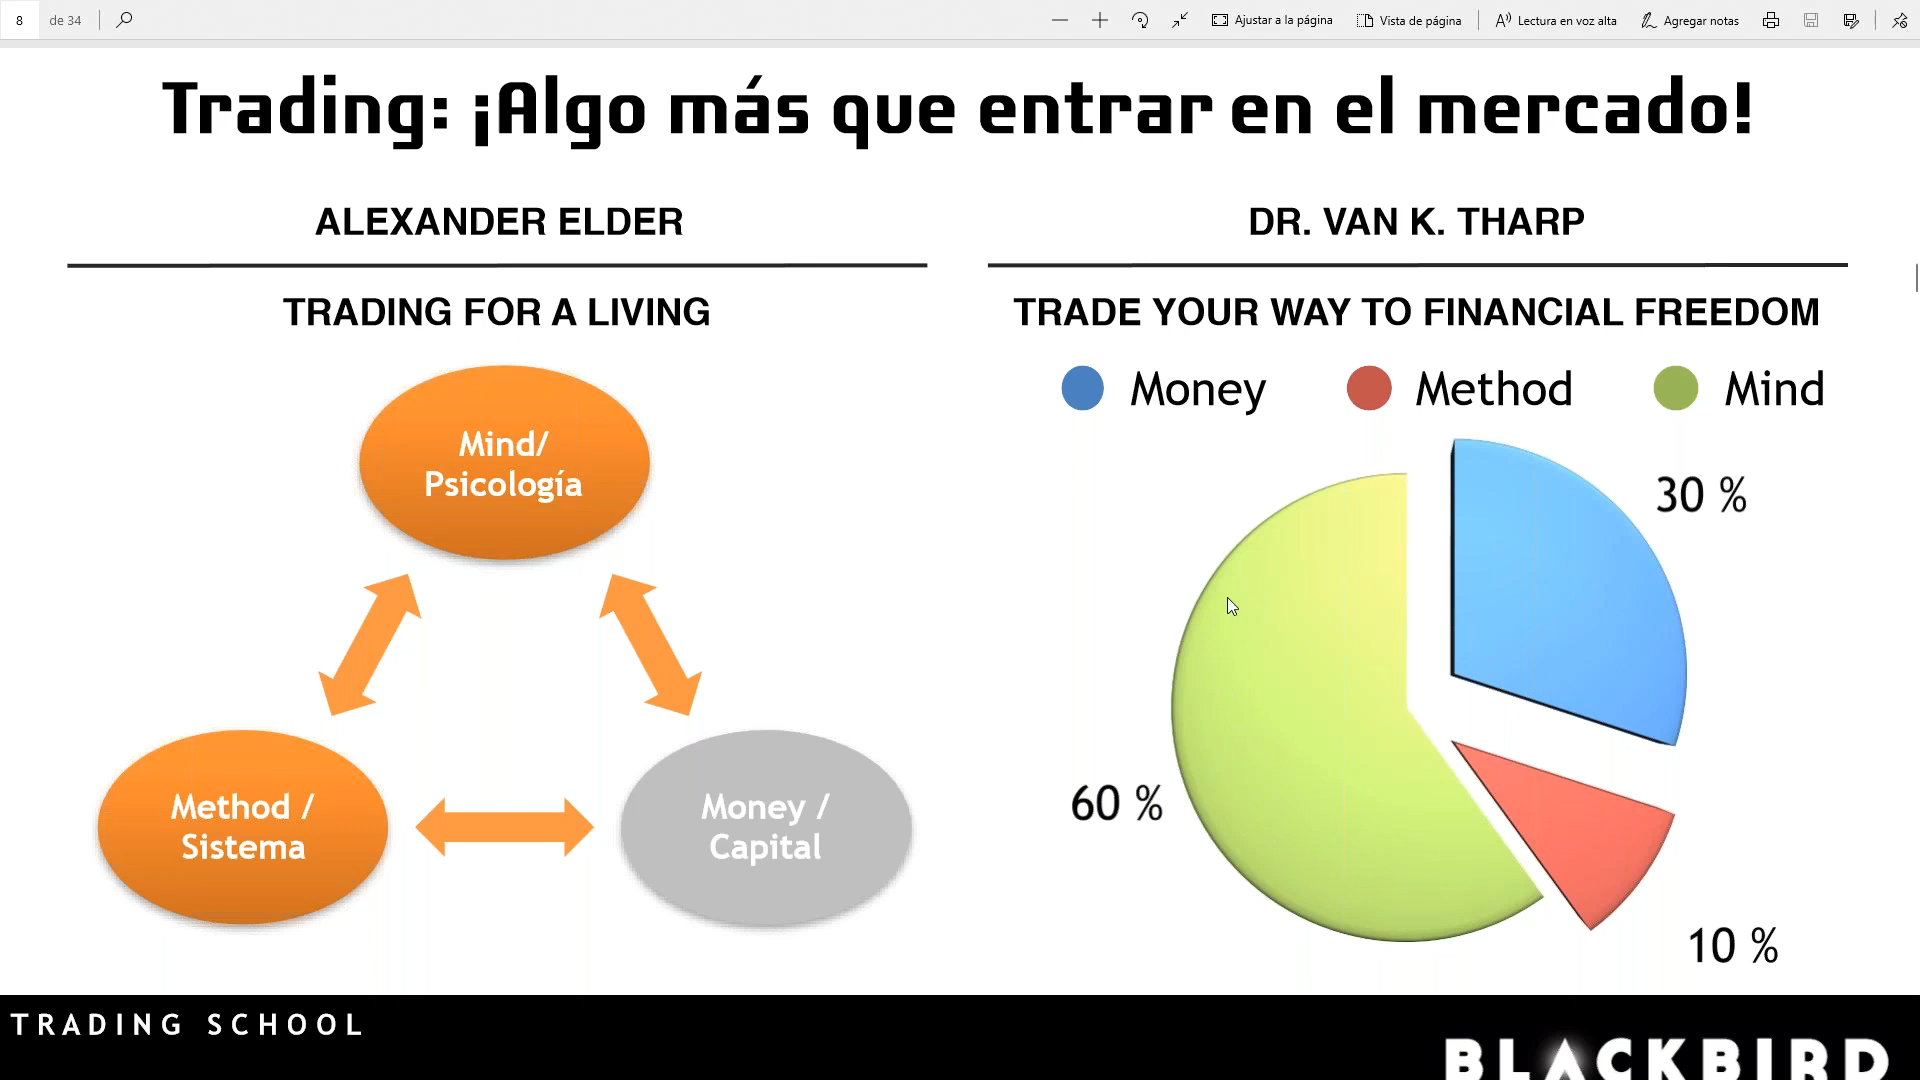 8 de 34 Ajustar a la página Vista de página Lectura en voz alta Agregar notas
Trading: ¡Algo más que entrar en el mercado!
ALEXANDER ELDER
TRADING FOR A LIVING
Mind/
Psicología
Method /
Sistema
Money /
Capital
DR. VAN K. THARP
TRADE YOUR WAY TO FINANCIAL FREEDOM
Money Method Mind
30 %
60 %
10 %
TRADING SCHOOL
BLACKBIRD